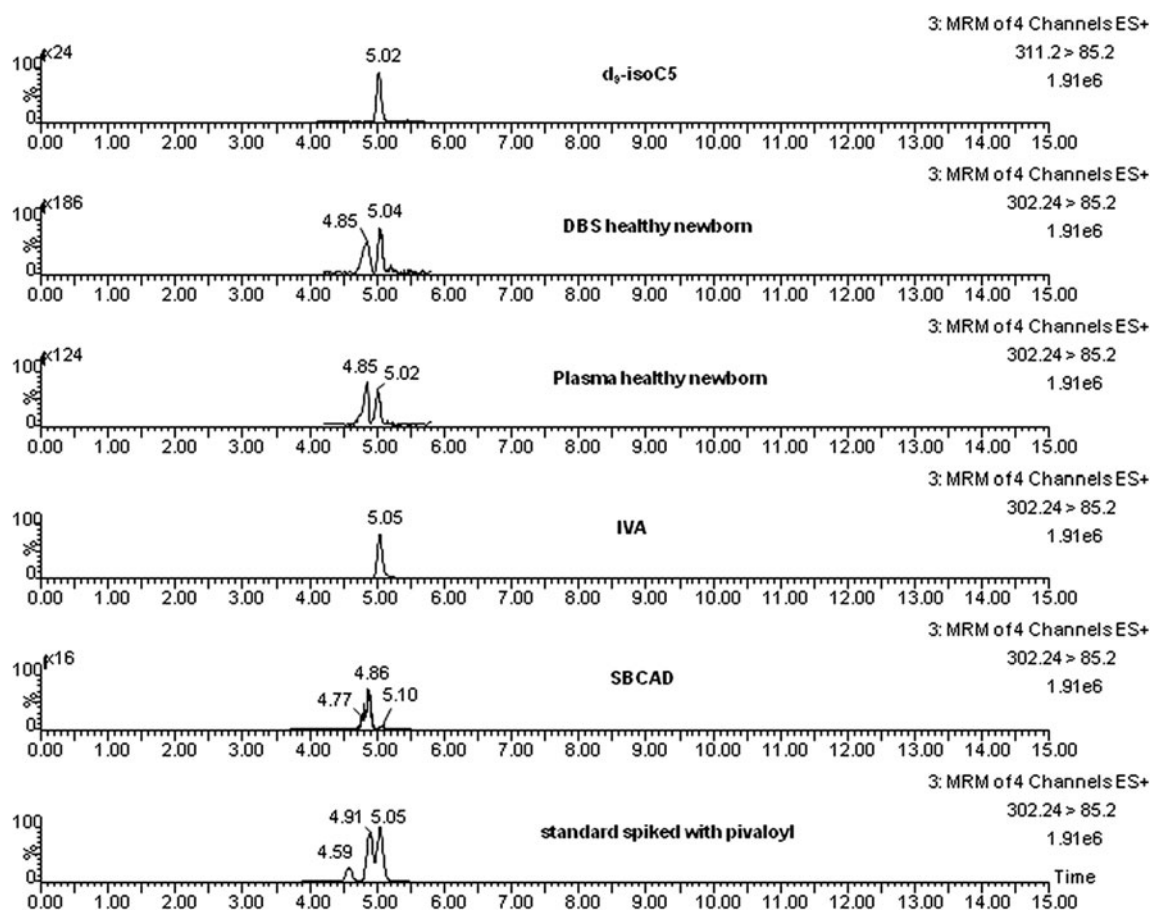 3: MRM of 4 Channels ES+
311.2 > 85.2
1.91e6
x24
5.02
d₉-isoC5
100
%
0
0.00 1.00 2.00 3.00 4.00 5.00 6.00 7.00 8.00 9.00 10.00 11.00 12.00 13.00 14.00 15.00
3: MRM of 4 Channels ES+
302.24 > 85.2
1.91e6
x186
4.85 5.04
DBS healthy newborn
100
%
0
0.00 1.00 2.00 3.00 4.00 5.00 6.00 7.00 8.00 9.00 10.00 11.00 12.00 13.00 14.00 15.00
3: MRM of 4 Channels ES+
302.24 > 85.2
1.91e6
x124
4.85 5.02
Plasma healthy newborn
100
%
0
0.00 1.00 2.00 3.00 4.00 5.00 6.00 7.00 8.00 9.00 10.00 11.00 12.00 13.00 14.00 15.00
3: MRM of 4 Channels ES+
302.24 > 85.2
1.91e6
5.05
IVA
100
%
0
0.00 1.00 2.00 3.00 4.00 5.00 6.00 7.00 8.00 9.00 10.00 11.00 12.00 13.00 14.00 15.00
3: MRM of 4 Channels ES+
302.24 > 85.2
1.91e6
x16
4.77 4.86 5.10
SBCAD
100
%
0
0.00 1.00 2.00 3.00 4.00 5.00 6.00 7.00 8.00 9.00 10.00 11.00 12.00 13.00 14.00 15.00
3: MRM of 4 Channels ES+
302.24 > 85.2
1.91e6
4.59 4.91 5.05
standard spiked with pivaloyl
100
%
0
Time
0.00 1.00 2.00 3.00 4.00 5.00 6.00 7.00 8.00 9.00 10.00 11.00 12.00 13.00 14.00 15.00